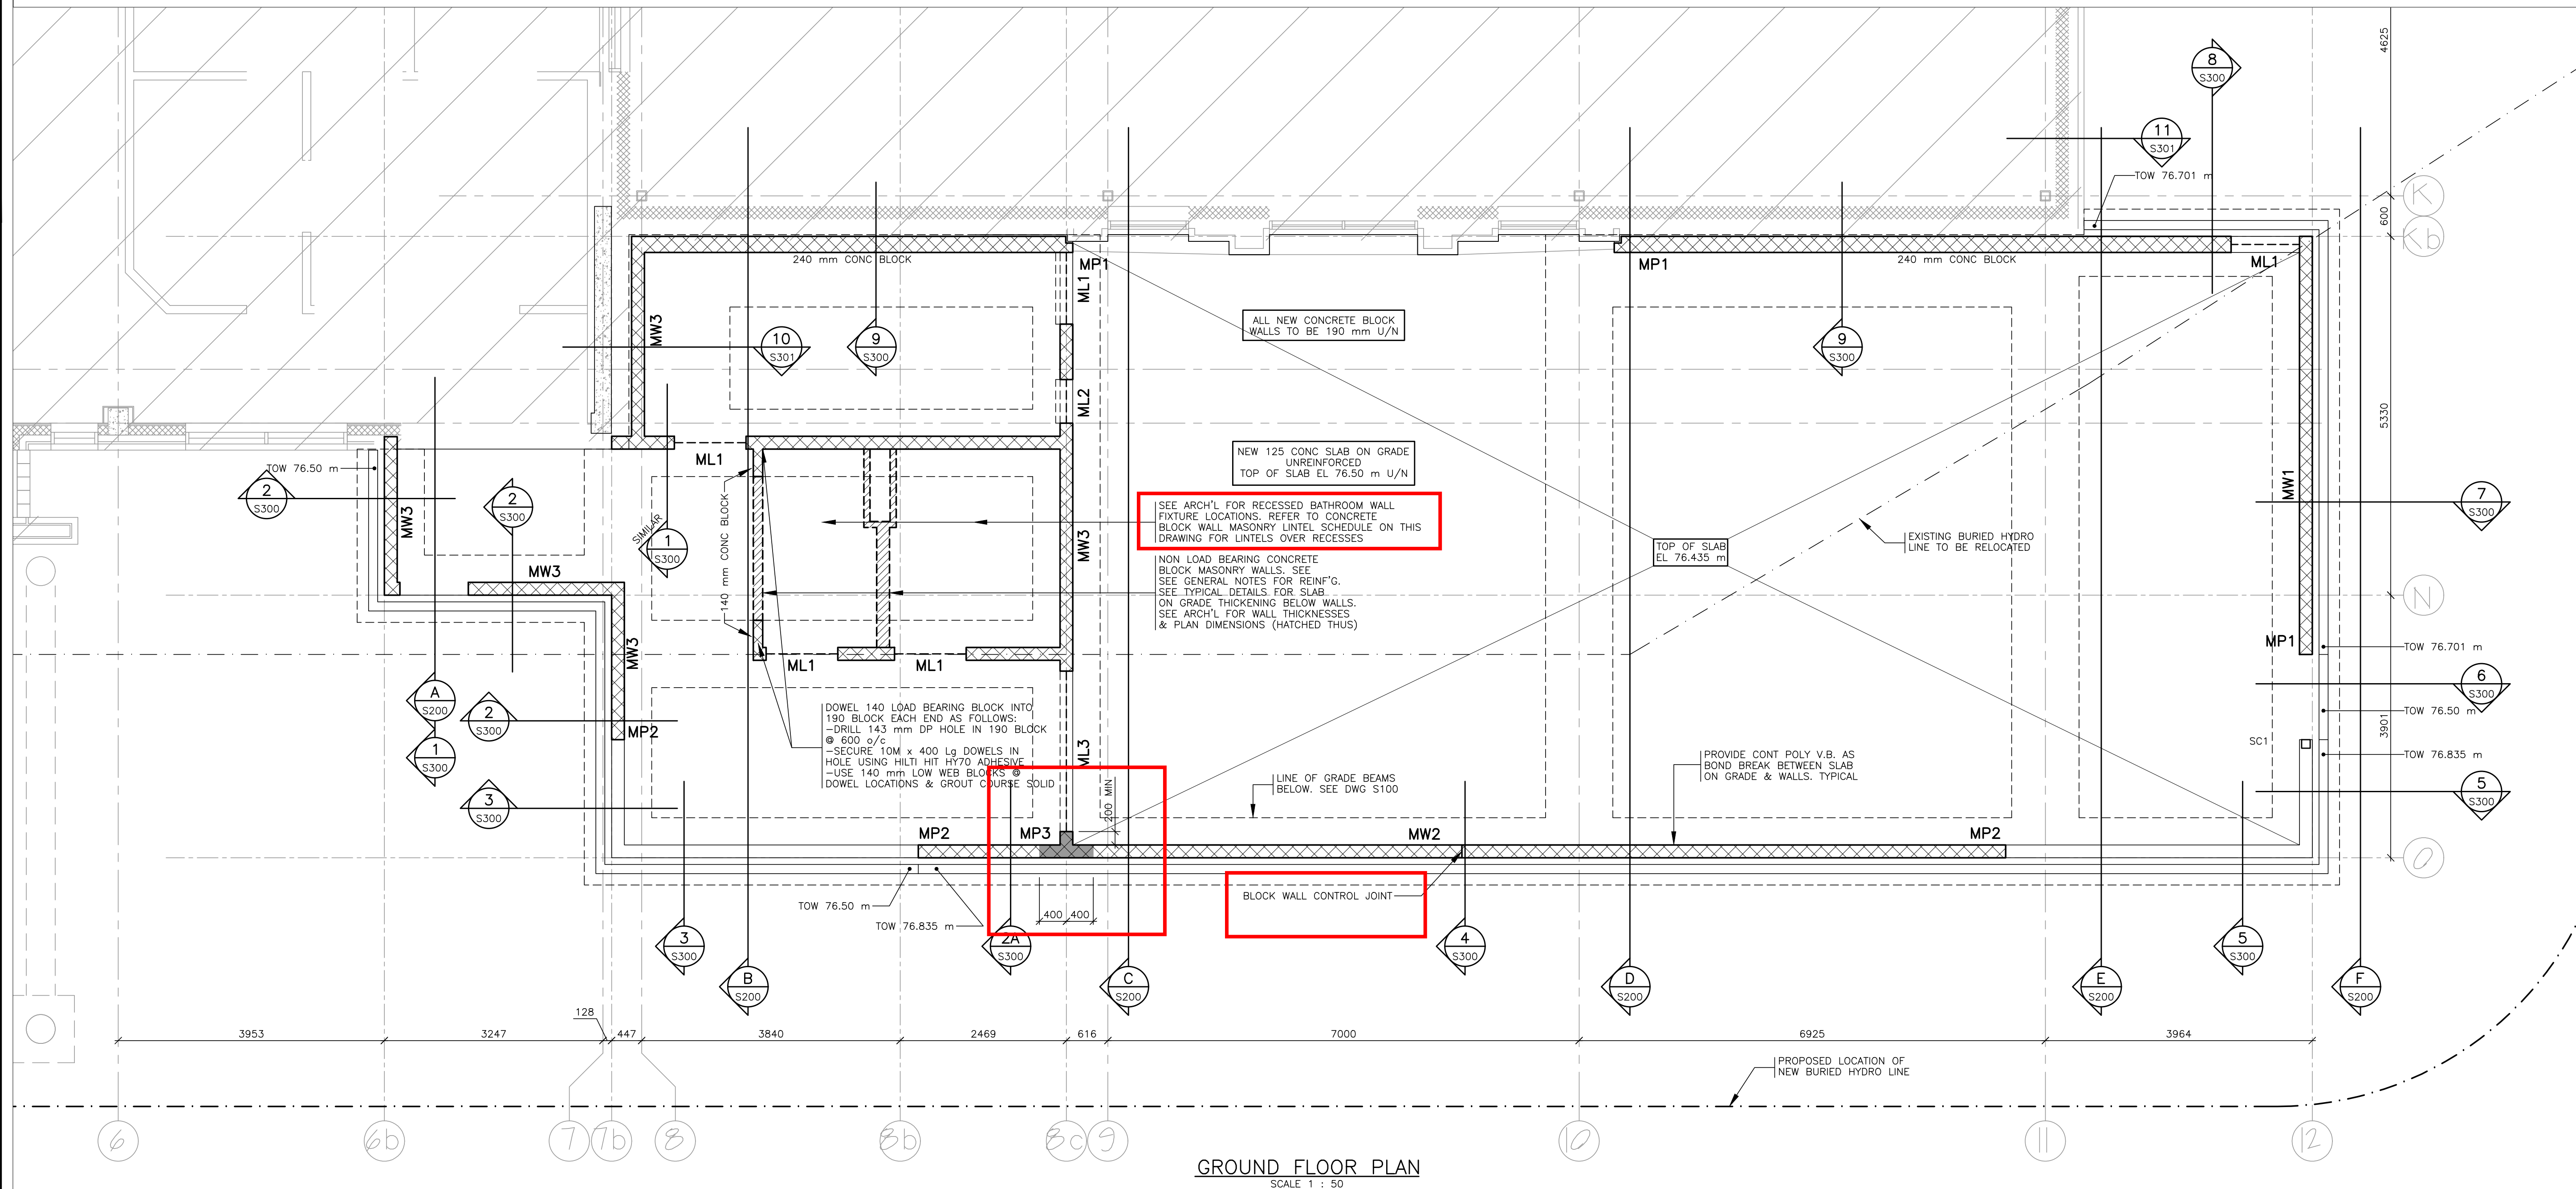 4625
8
S300
11
S301
TOW 76.701 m
K
600
Kb
240 mm CONC BLOCK
MP1
MP1
240 mm CONC BLOCK
ML1
ML1
MW3
ALL NEW CONCRETE BLOCK
WALLS TO BE 190 mm U/N
10
S301
9
S300
9
S300
ML2
5330
NEW 125 CONC SLAB ON GRADE
UNREINFORCED
TOP OF SLAB EL 76.50 m U/N
ML1
TOW 76.50 m
2
S300
2
S300
MW3
SIMILAR
1
S300
140 mm CONC BLOCK
SEE ARCH'L FOR RECESSED BATHROOM WALL
FIXTURE LOCATIONS. REFER TO CONCRETE
BLOCK WALL MASONRY LINTEL SCHEDULE ON THIS
DRAWING FOR LINTELS OVER RECESSES
MW1
7
S300
MW3
TOP OF SLAB
EL 76.435 m
EXISTING BURIED HYDRO
LINE TO BE RELOCATED
NON LOAD BEARING CONCRETE
BLOCK MASONRY WALLS. SEE
SEE GENERAL NOTES FOR REINF'G.
SEE TYPICAL DETAILS FOR SLAB
ON GRADE THICKENING BELOW WALLS.
SEE ARCH'L FOR WALL THICKNESSES
& PLAN DIMENSIONS (HATCHED THUS)
MW3
N
MW3
MP1
TOW 76.701 m
ML1
ML1
6
S300
A
S200
2
S300
MP2
DOWEL 140 LOAD BEARING BLOCK INTO
190 BLOCK EACH END AS FOLLOWS:
-DRILL 143 mm DP HOLE IN 190 BLOCK
@ 600 o/c
-SECURE 10M x 400 Lg DOWELS IN
HOLE USING HILTI HIT HY70 ADHESIVE
-USE 140 mm LOW WEB BLOCKS @
DOWEL LOCATIONS & GROUT COURSE SOLID
TOW 76.50 m
3901
SC1
1
S300
ML3
TOW 76.835 m
PROVIDE CONT POLY V.B. AS
BOND BREAK BETWEEN SLAB
ON GRADE & WALLS. TYPICAL
LINE OF GRADE BEAMS
BELOW. SEE DWG S100
200 MIN
5
S300
3
S300
MP2
MP3
MW2
MP2
O
BLOCK WALL CONTROL JOINT
TOW 76.50 m
400
400
TOW 76.835 m
3
S300
2A
S300
4
S300
5
S300
B
S200
C
S200
D
S200
E
S200
F
S200
128
3953
3247
447
3840
2469
616
7000
6925
3964
PROPOSED LOCATION OF
NEW BURIED HYDRO LINE
6
6b
7
7b
8
8b
8c
9
10
11
12
GROUND FLOOR PLAN
SCALE 1 : 50